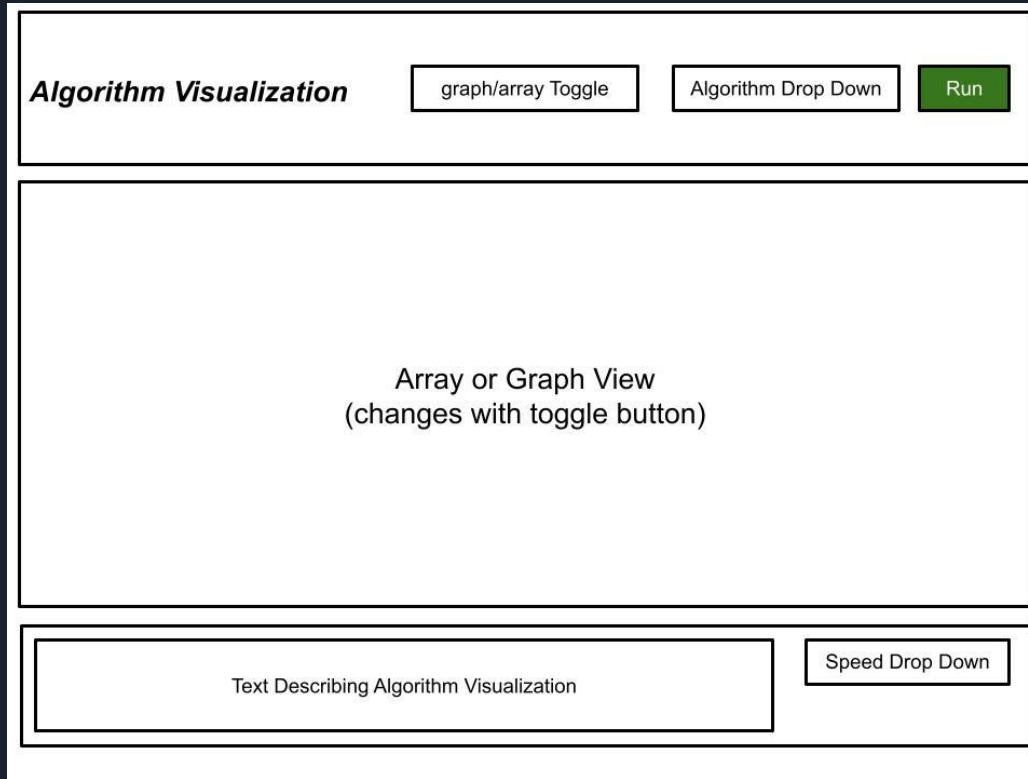 Algorithm Visualization
graph/array Toggle
Algorithm Drop Down
Run
Array or Graph View
(changes with toggle button)
Text Describing Algorithm Visualization
Speed Drop Down